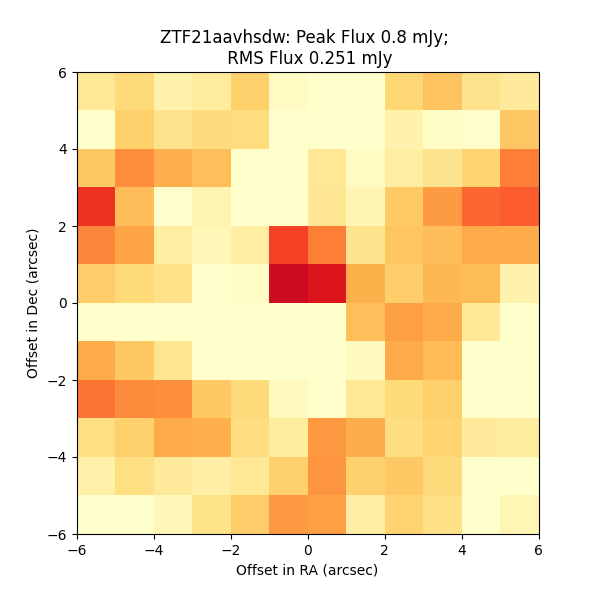 ZTF21aavhsdw: Peak Flux 0.8 mJy;
RMS Flux 0.251 mJy
6
4
2
0
−2
−4
−6
Offset in Dec (arcsec)
−6 −4 −2 0 2 4 6
Offset in RA (arcsec)